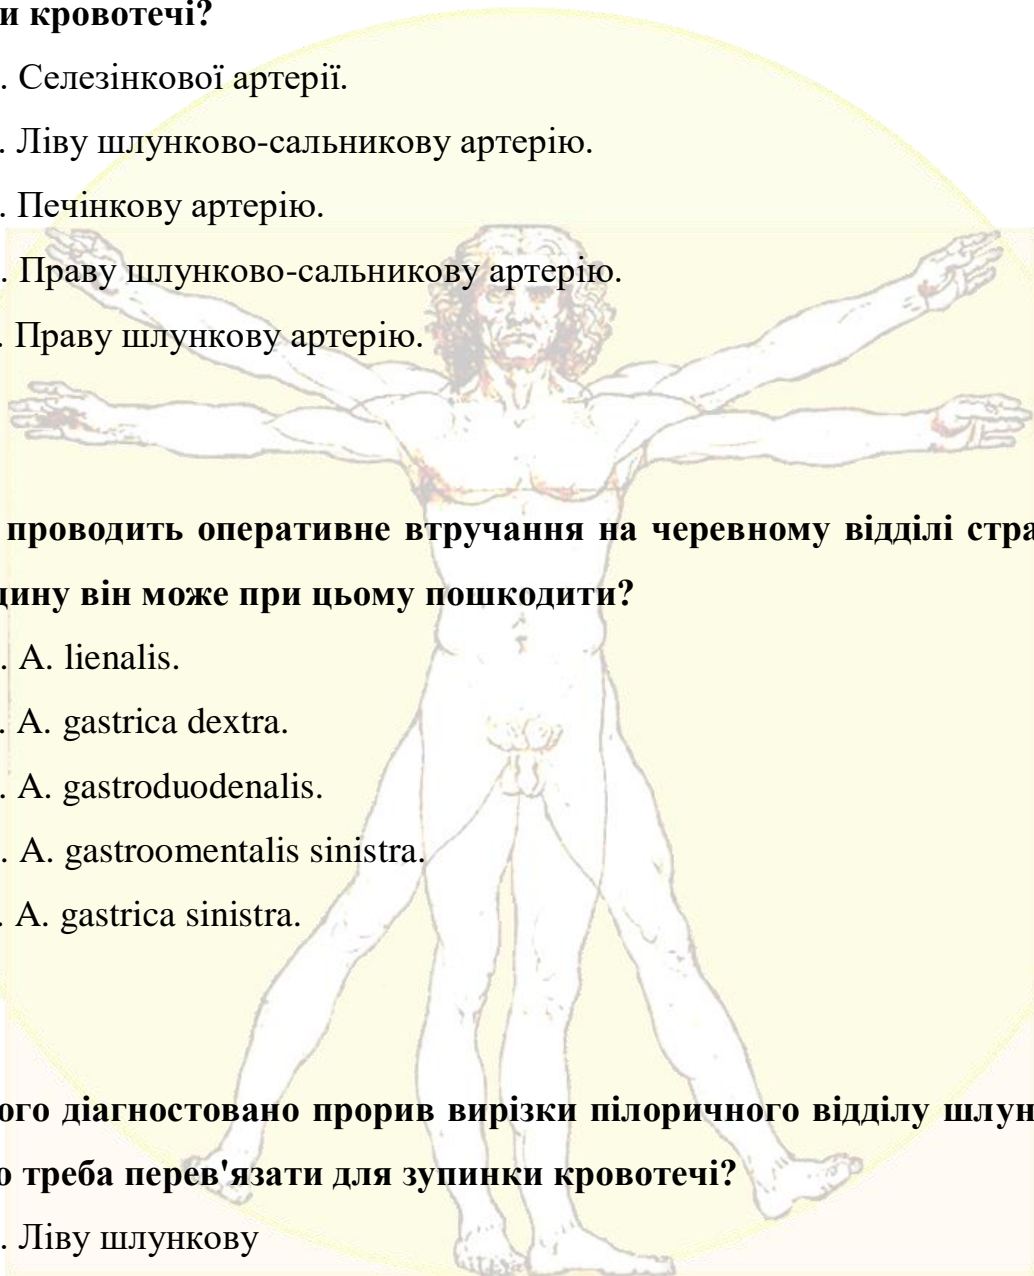 и кровотечі?
. Селезінкової артерії.
. Ліву шлунково-сальникову артерію.
. Печінкову артерію.
. Праву шлунково-сальникову артерію.
. Праву шлункову артерію.
проводить оперативне втручання на черевному відділі стра
ину він може при цьому пошкодити?
. A. lienalis.
. A. gastrica dextra.
. A. gastroduodenalis.
. A. gastroomentalis sinistra.
. A. gastrica sinistra.
ого діагностовано прорив вирізки пілоричного відділу шлун
о треба перев'язати для зупинки кровотечі?
. Ліву шлункову